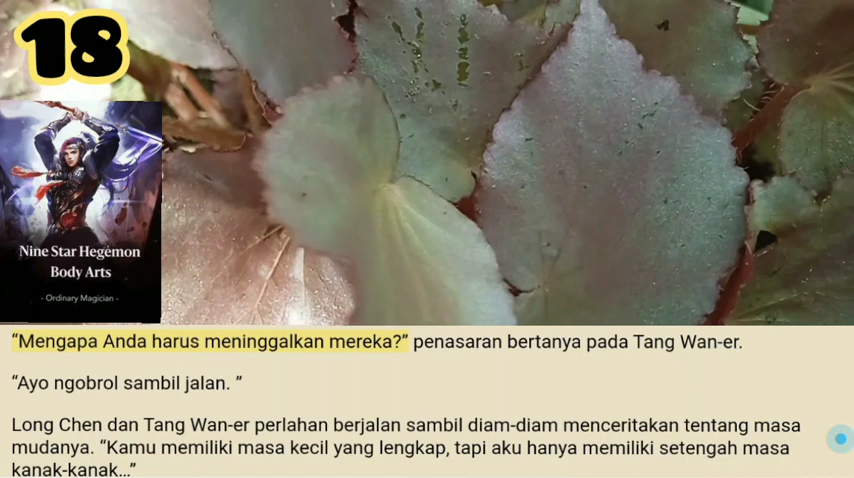 18
Nine Star Hegemon
Body Arts
- Ordinary Magician -
“Mengapa Anda harus meninggalkan mereka?” penasaran bertanya pada Tang Wan-er.
“Ayo ngobrol sambil jalan. ”
Long Chen dan Tang Wan-er perlahan berjalan sambil diam-diam menceritakan tentang masa
mudanya. “Kamu memiliki masa kecil yang lengkap, tapi aku hanya memiliki setengah masa
kanak-kanak...”